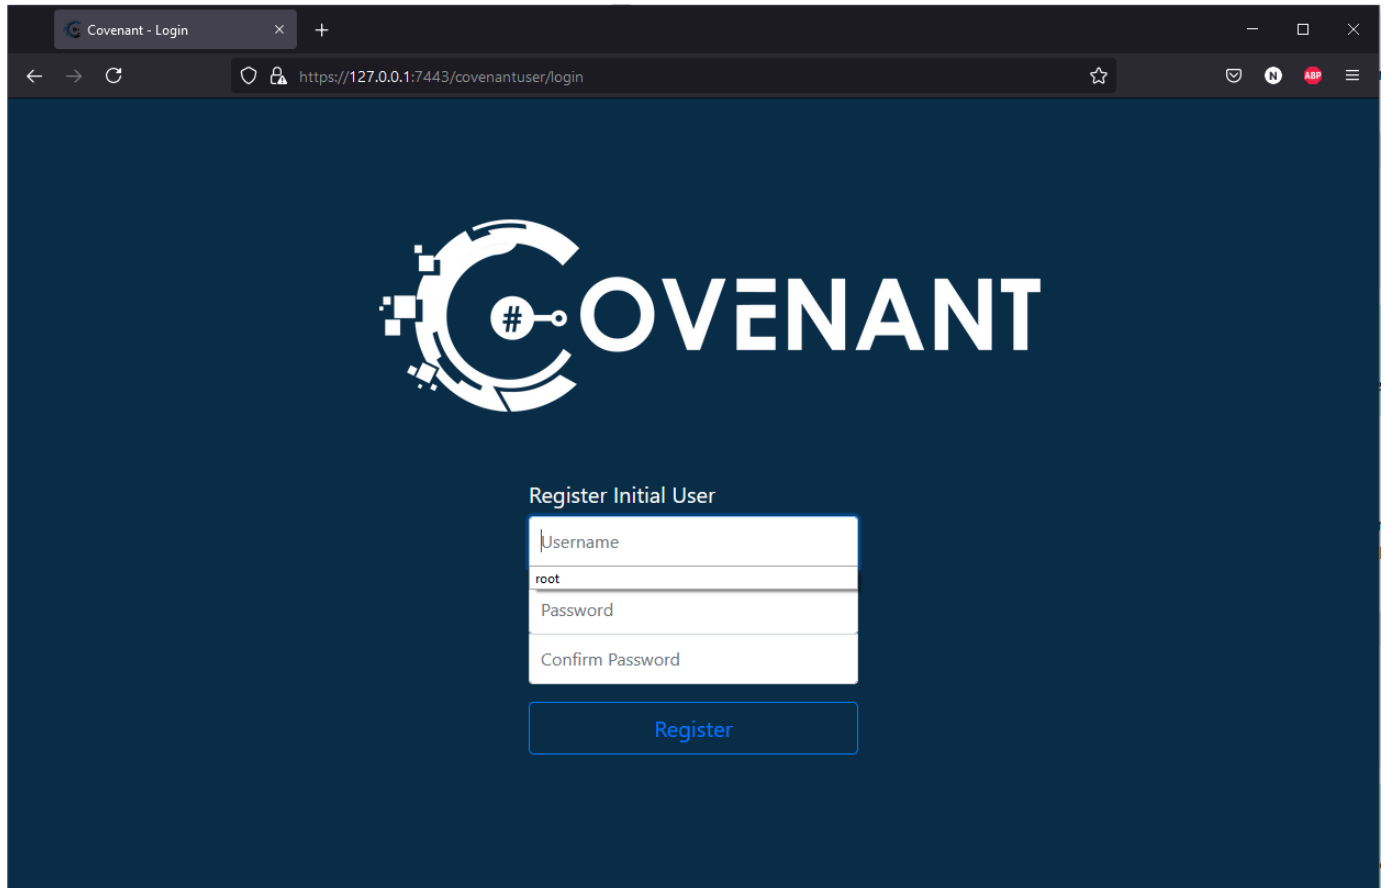 Covenant - Login
https://127.0.0.1:7443/covenantuser/login
N
ABP
# COVENANT
Register Initial User
Username
root
Password
Confirm Password
Register